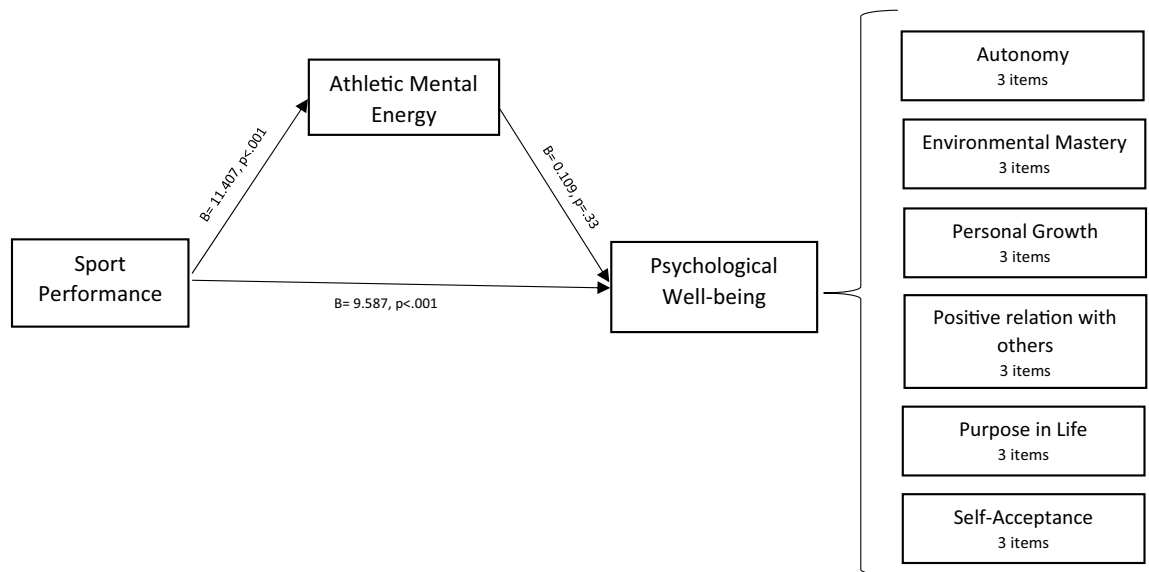 Athletic Mental
Energy
B= 11.407, p<.001
B= 0.109, p=.33
Sport
Performance
B= 9.587, p<.001
Psychological
Well-being
Autonomy
3 items
Environmental Mastery
3 items
Personal Growth
3 items
Positive relation with
others
3 items
Purpose in Life
3 items
Self-Acceptance
3 items